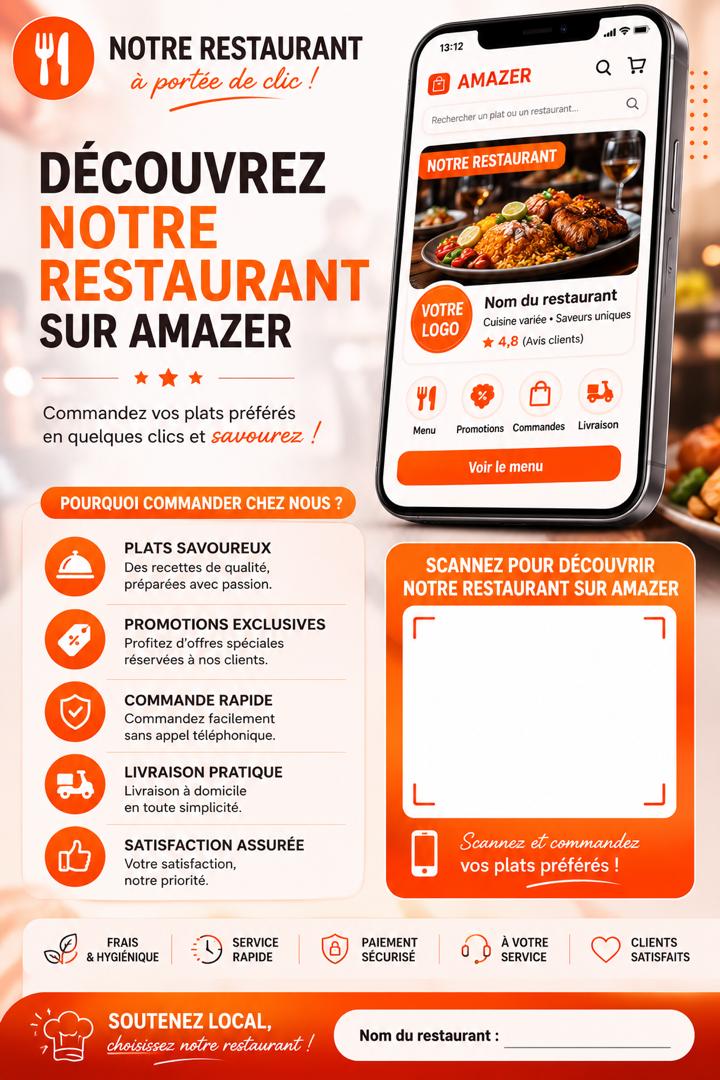 NOTRE RESTAURANT
à portée de clic !
DÉCOUVREZ
NOTRE
RESTAURANT
SUR AMAZER
Commandez vos plats préférés
en quelques clics et savourez !
13:12
AMAZER
Rechercher un plat ou un restaurant...
NOTRE RESTAURANT
VOTRE
LOGO
Nom du restaurant
Cuisine variée • Saveurs uniques
4,8 (Avis clients)
Menu
Promotions
Commandes
Livraison
Voir le menu
POURQUOI COMMANDER CHEZ NOUS ?
PLATS SAVOUREUX
Des recettes de qualité,
préparées avec passion.
PROMOTIONS EXCLUSIVES
Profitez d'offres spéciales
réservées à nos clients.
COMMANDE RAPIDE
Commandez facilement
sans appel téléphonique.
LIVRAISON PRATIQUE
Livraison à domicile
en toute simplicité.
SATISFACTION ASSURÉE
Votre satisfaction,
notre priorité.
SCANNEZ POUR DÉCOUVRIR
NOTRE RESTAURANT SUR AMAZER
Scannez et commandez
vos plats préférés !
FRAIS
& HYGIÉNIQUE
SERVICE
RAPIDE
PAIEMENT
SÉCURISÉ
À VOTRE
SERVICE
CLIENTS
SATISFAITS
SOUTENEZ LOCAL,
choisissez notre restaurant !
Nom du restaurant :